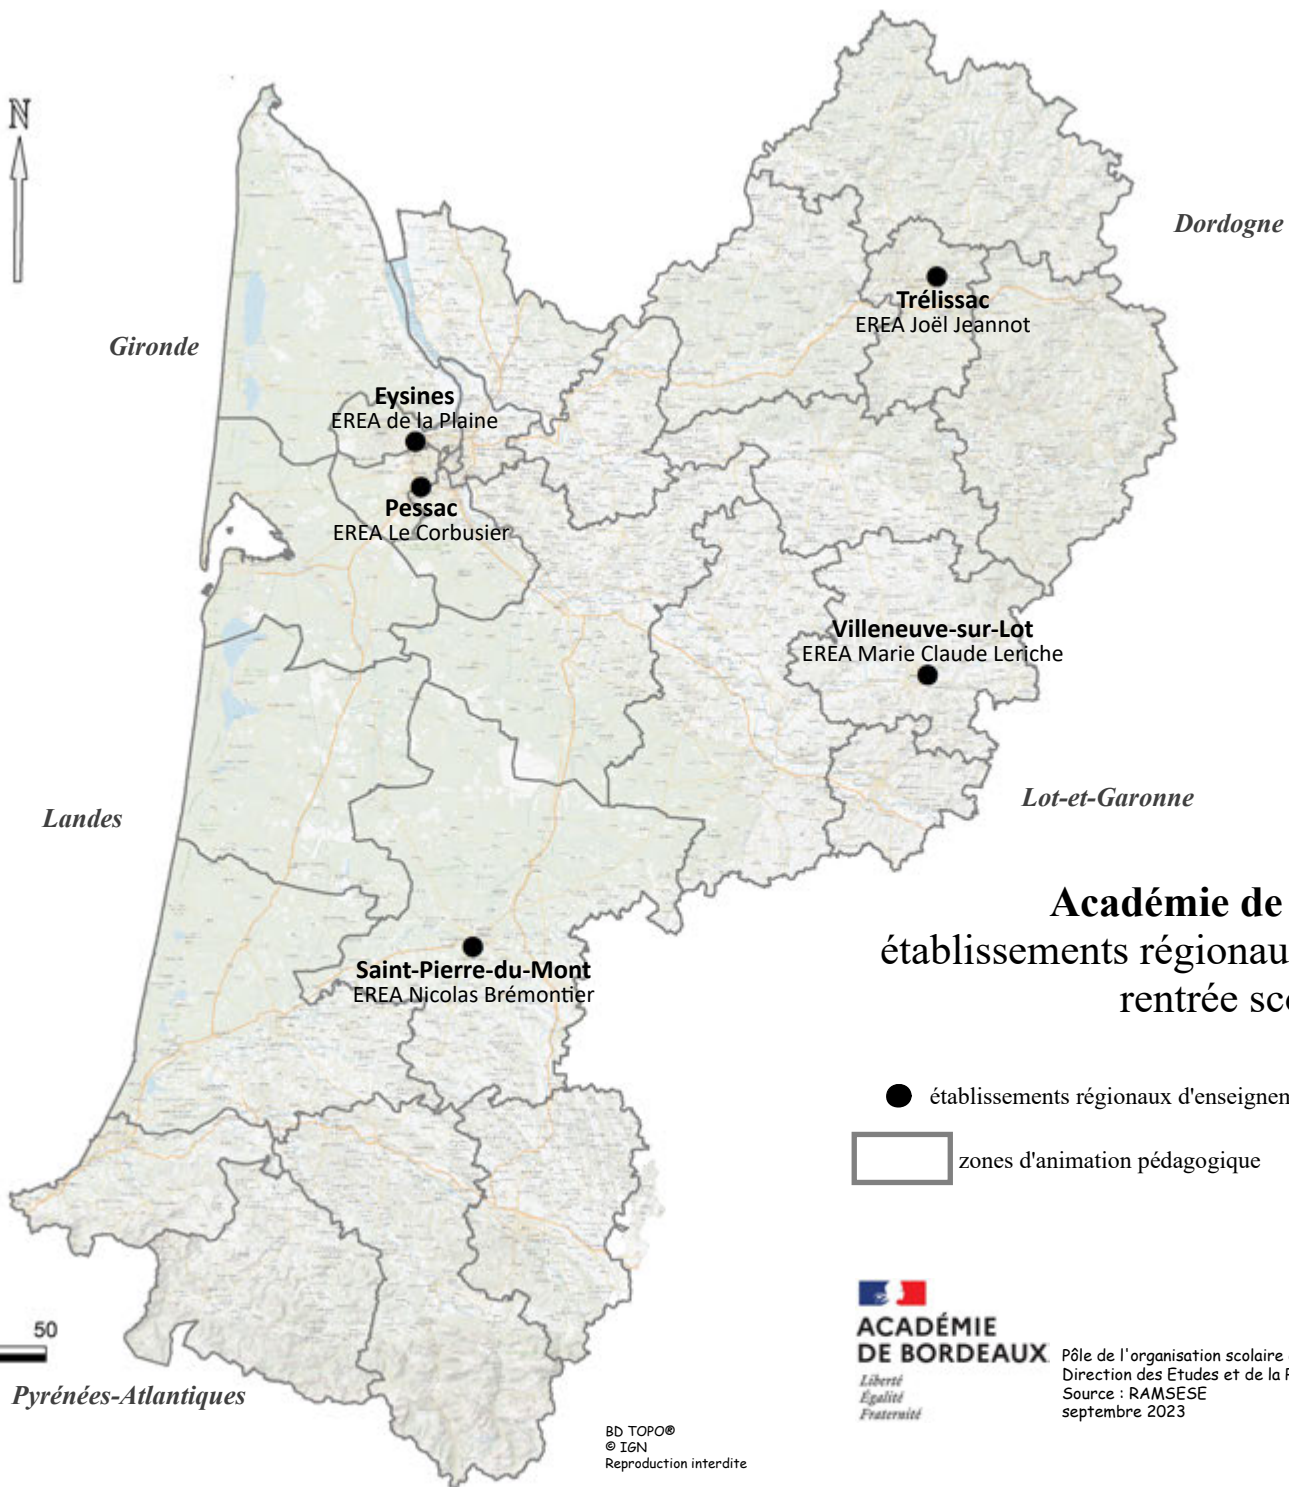 N
Dordogne
Trélissac
EREA Joël Jeannot
Gironde
Eysines
EREA de la Plaine
Pessac
EREA Le Corbusier
Villeneuve-sur-Lot
EREA Marie Claude Leriche
Lot-et-Garonne
Landes
Académie de
établissements régionaux
rentrée sco
Saint-Pierre-du-Mont
EREA Nicolas Brémontier
établissements régionaux d'enseignem
zones d'animation pédagogique
50
Pyrénées-Atlantiques
ACADÉMIE
DE BORDEAUX
Liberté
Égalité
Fraternité
Pôle de l'organisation scolaire
Direction des Etudes et de la P
Source : RAMSESE
septembre 2023
BD TOPO®
© IGN
Reproduction interdite